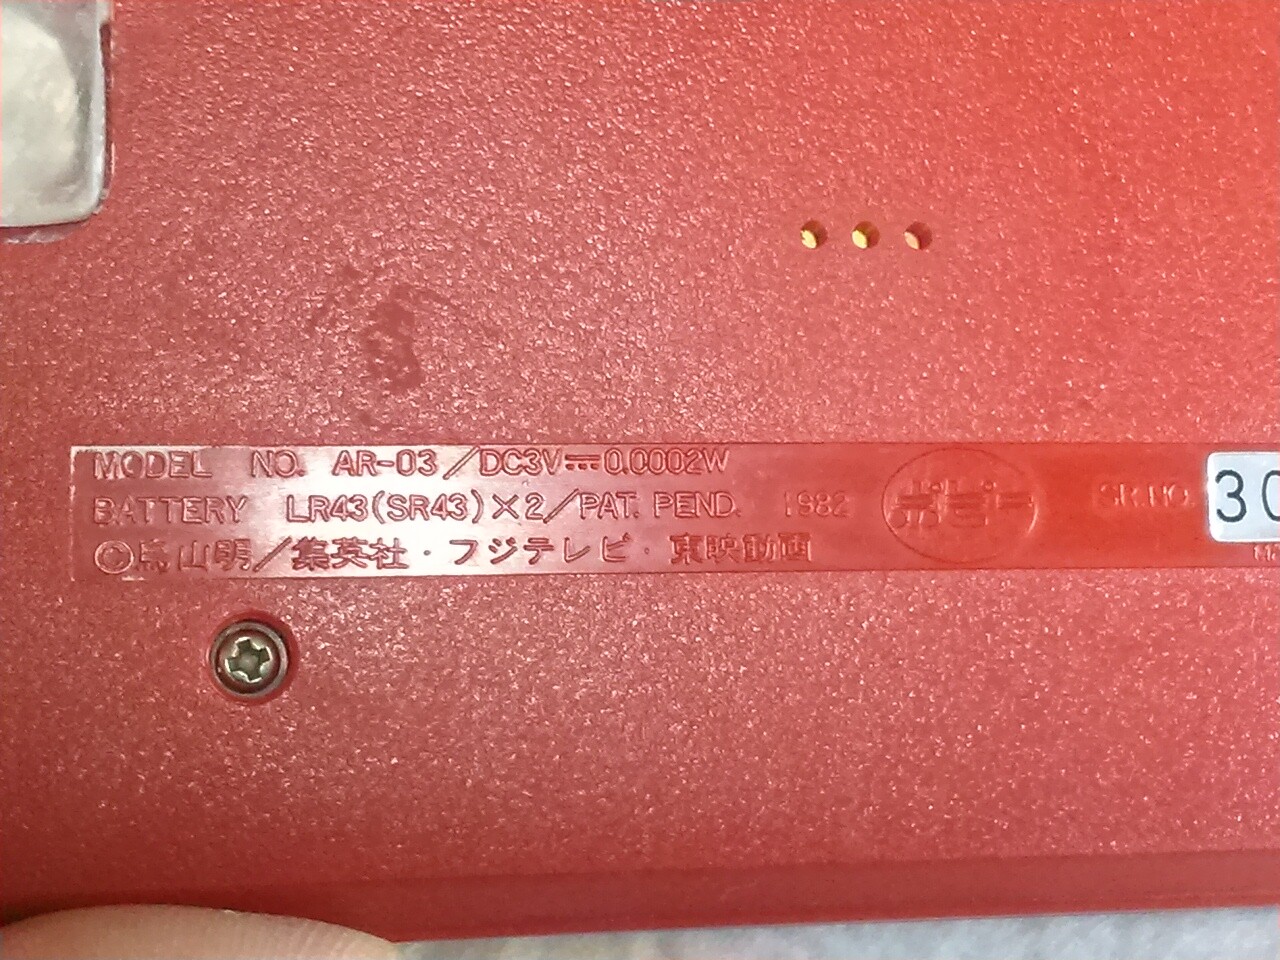 MODEL NO. AR-03/DC3V⎓0.0002W
BATTERY LR43(SR43)×2/PAT. PEND. 1982
©鳥山明/集英社・フジテレビ・東映動画
ポピー
SR.NO.
30